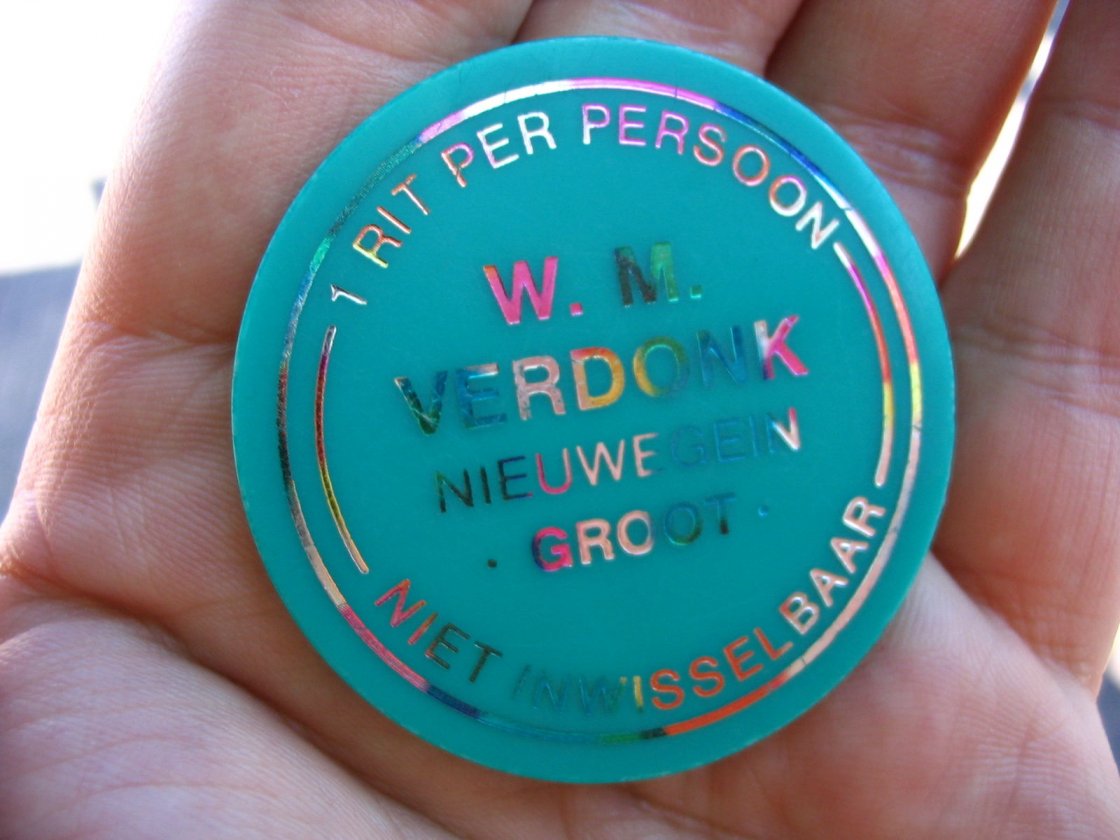 1 RIT PER PERSOON
W. M.
VERDONK
NIEUWEGEIN
· GROOT ·
NIET INWISSELBAAR